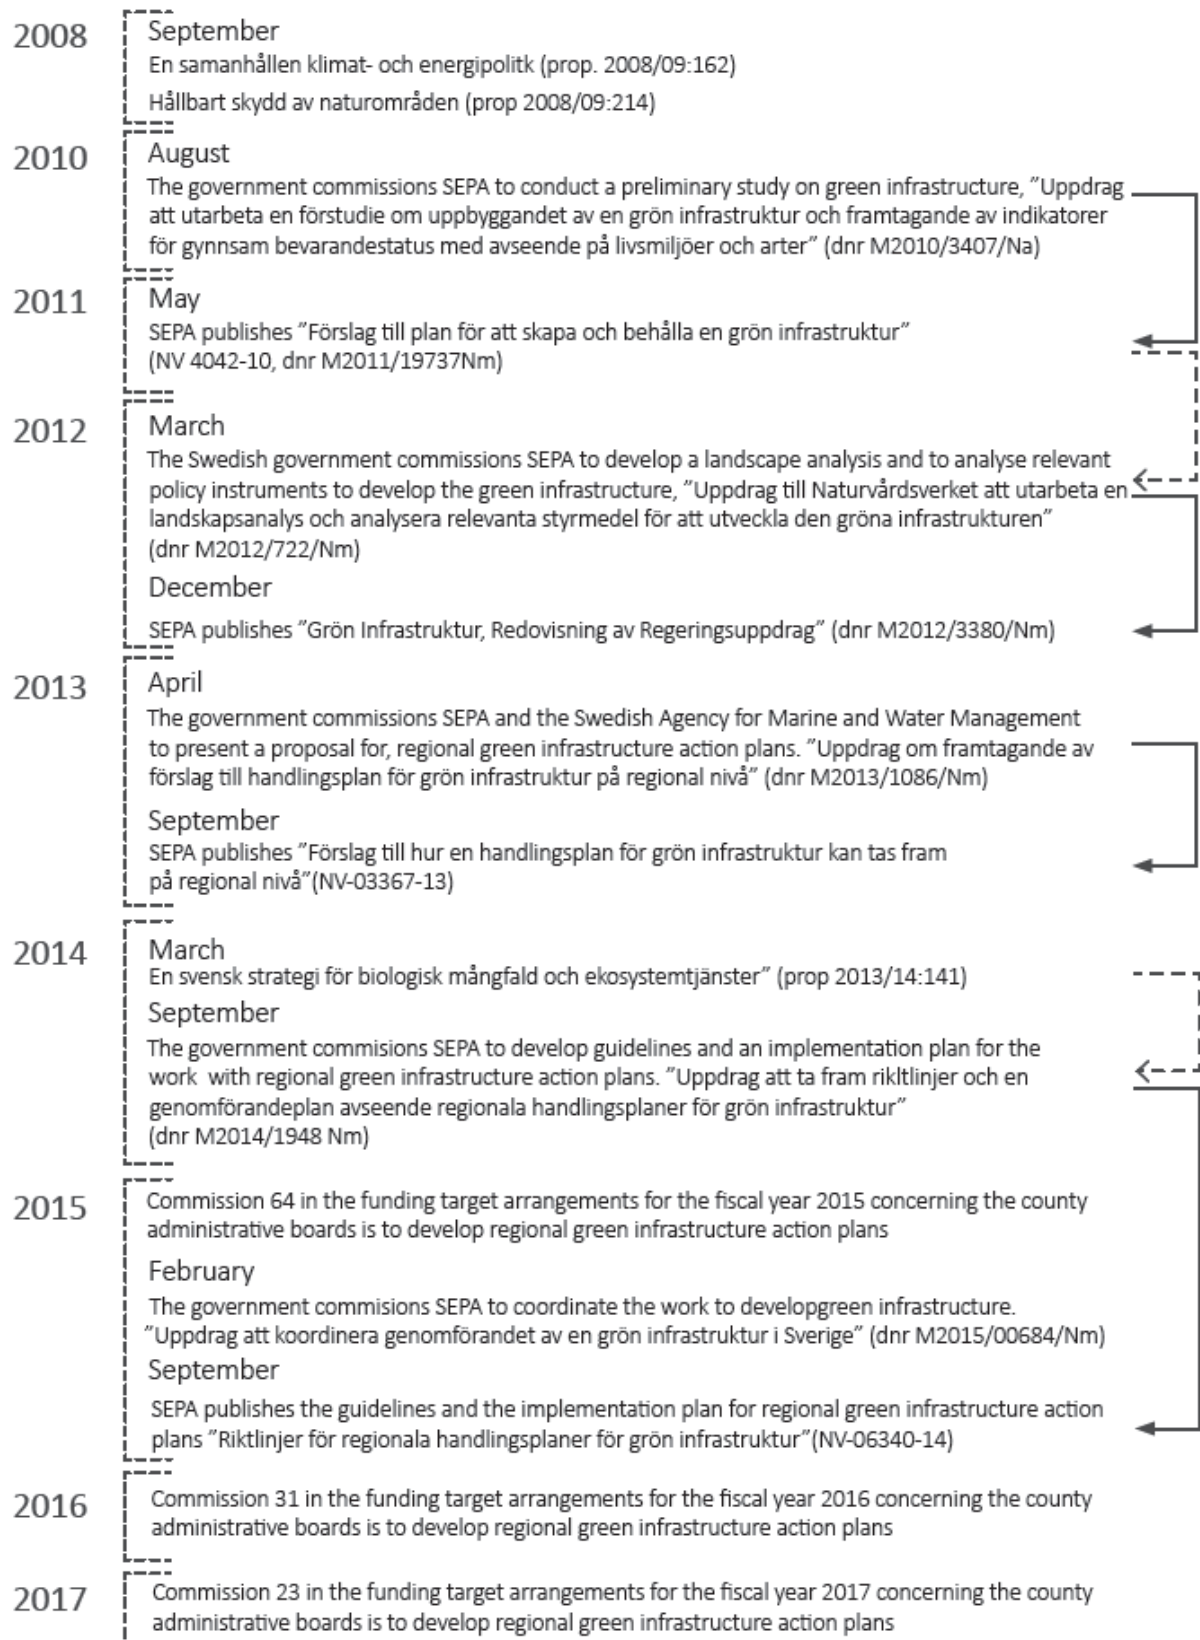 2008
September
En samanhållen klimat- och energipolitk (prop. 2008/09:162)
Hållbart skydd av naturområden (prop 2008/09:214)
2010
August
The government commissions SEPA to conduct a preliminary study on green infrastructure, ”Uppdrag
att utarbeta en förstudie om uppbyggandet av en grön infrastruktur och framtagande av indikatorer
för gynnsam bevarandestatus med avseende på livsmiljöer och arter” (dnr M2010/3407/Na)
2011
May
SEPA publishes ”Förslag till plan för att skapa och behålla en grön infrastruktur”
(NV 4042-10, dnr M2011/19737Nm)
2012
March
The Swedish government commissions SEPA to develop a landscape analysis and to analyse relevant
policy instruments to develop the green infrastructure, ”Uppdrag till Naturvårdsverket att utarbeta en
landskapsanalys och analysera relevanta styrmedel för att utveckla den gröna infrastrukturen”
(dnr M2012/722/Nm)
December
SEPA publishes ”Grön Infrastruktur, Redovisning av Regeringsuppdrag” (dnr M2012/3380/Nm)
2013
April
The government commissions SEPA and the Swedish Agency for Marine and Water Management
to present a proposal for, regional green infrastructure action plans. ”Uppdrag om framtagande av
förslag till handlingsplan för grön infrastruktur på regional nivå” (dnr M2013/1086/Nm)
September
SEPA publishes ”Förslag till hur en handlingsplan för grön infrastruktur kan tas fram
på regional nivå”(NV-03367-13)
2014
March
En svensk strategi för biologisk mångfald och ekosystemtjänster” (prop 2013/14:141)
September
The government commisions SEPA to develop guidelines and an implementation plan for the
work with regional green infrastructure action plans. ”Uppdrag att ta fram rikltlinjer och en
genomförandeplan avseende regionala handlingsplaner för grön infrastruktur”
(dnr M2014/1948 Nm)
2015
Commission 64 in the funding target arrangements for the fiscal year 2015 concerning the county
administrative boards is to develop regional green infrastructure action plans
February
The government commisions SEPA to coordinate the work to developgreen infrastructure.
”Uppdrag att koordinera genomförandet av en grön infrastruktur i Sverige” (dnr M2015/00684/Nm)
September
SEPA publishes the guidelines and the implementation plan for regional green infrastructure action
plans ”Riktlinjer för regionala handlingsplaner för grön infrastruktur”(NV-06340-14)
2016
Commission 31 in the funding target arrangements for the fiscal year 2016 concerning the county
administrative boards is to develop regional green infrastructure action plans
2017
Commission 23 in the funding target arrangements for the fiscal year 2017 concerning the county
administrative boards is to develop regional green infrastructure action plans